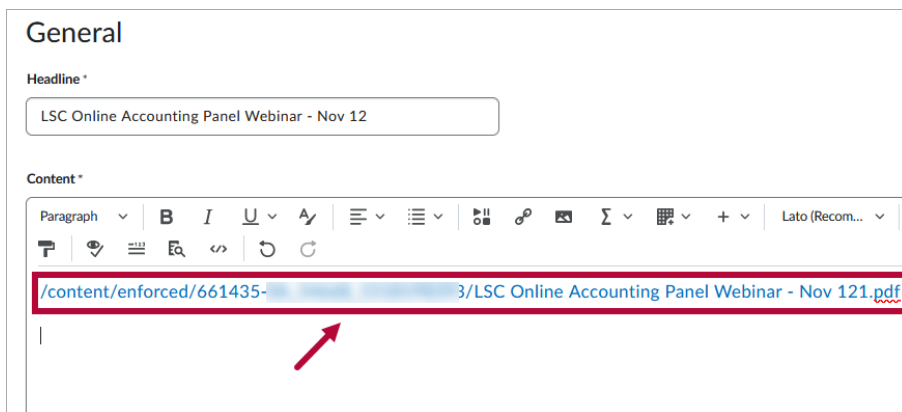 General
Headline *
LSC Online Accounting Panel Webinar - Nov 12
Content *
Paragraph B I U Σ + Lato (Recom...
/content/enforced/661435- 3/LSC Online Accounting Panel Webinar - Nov 121.pdf